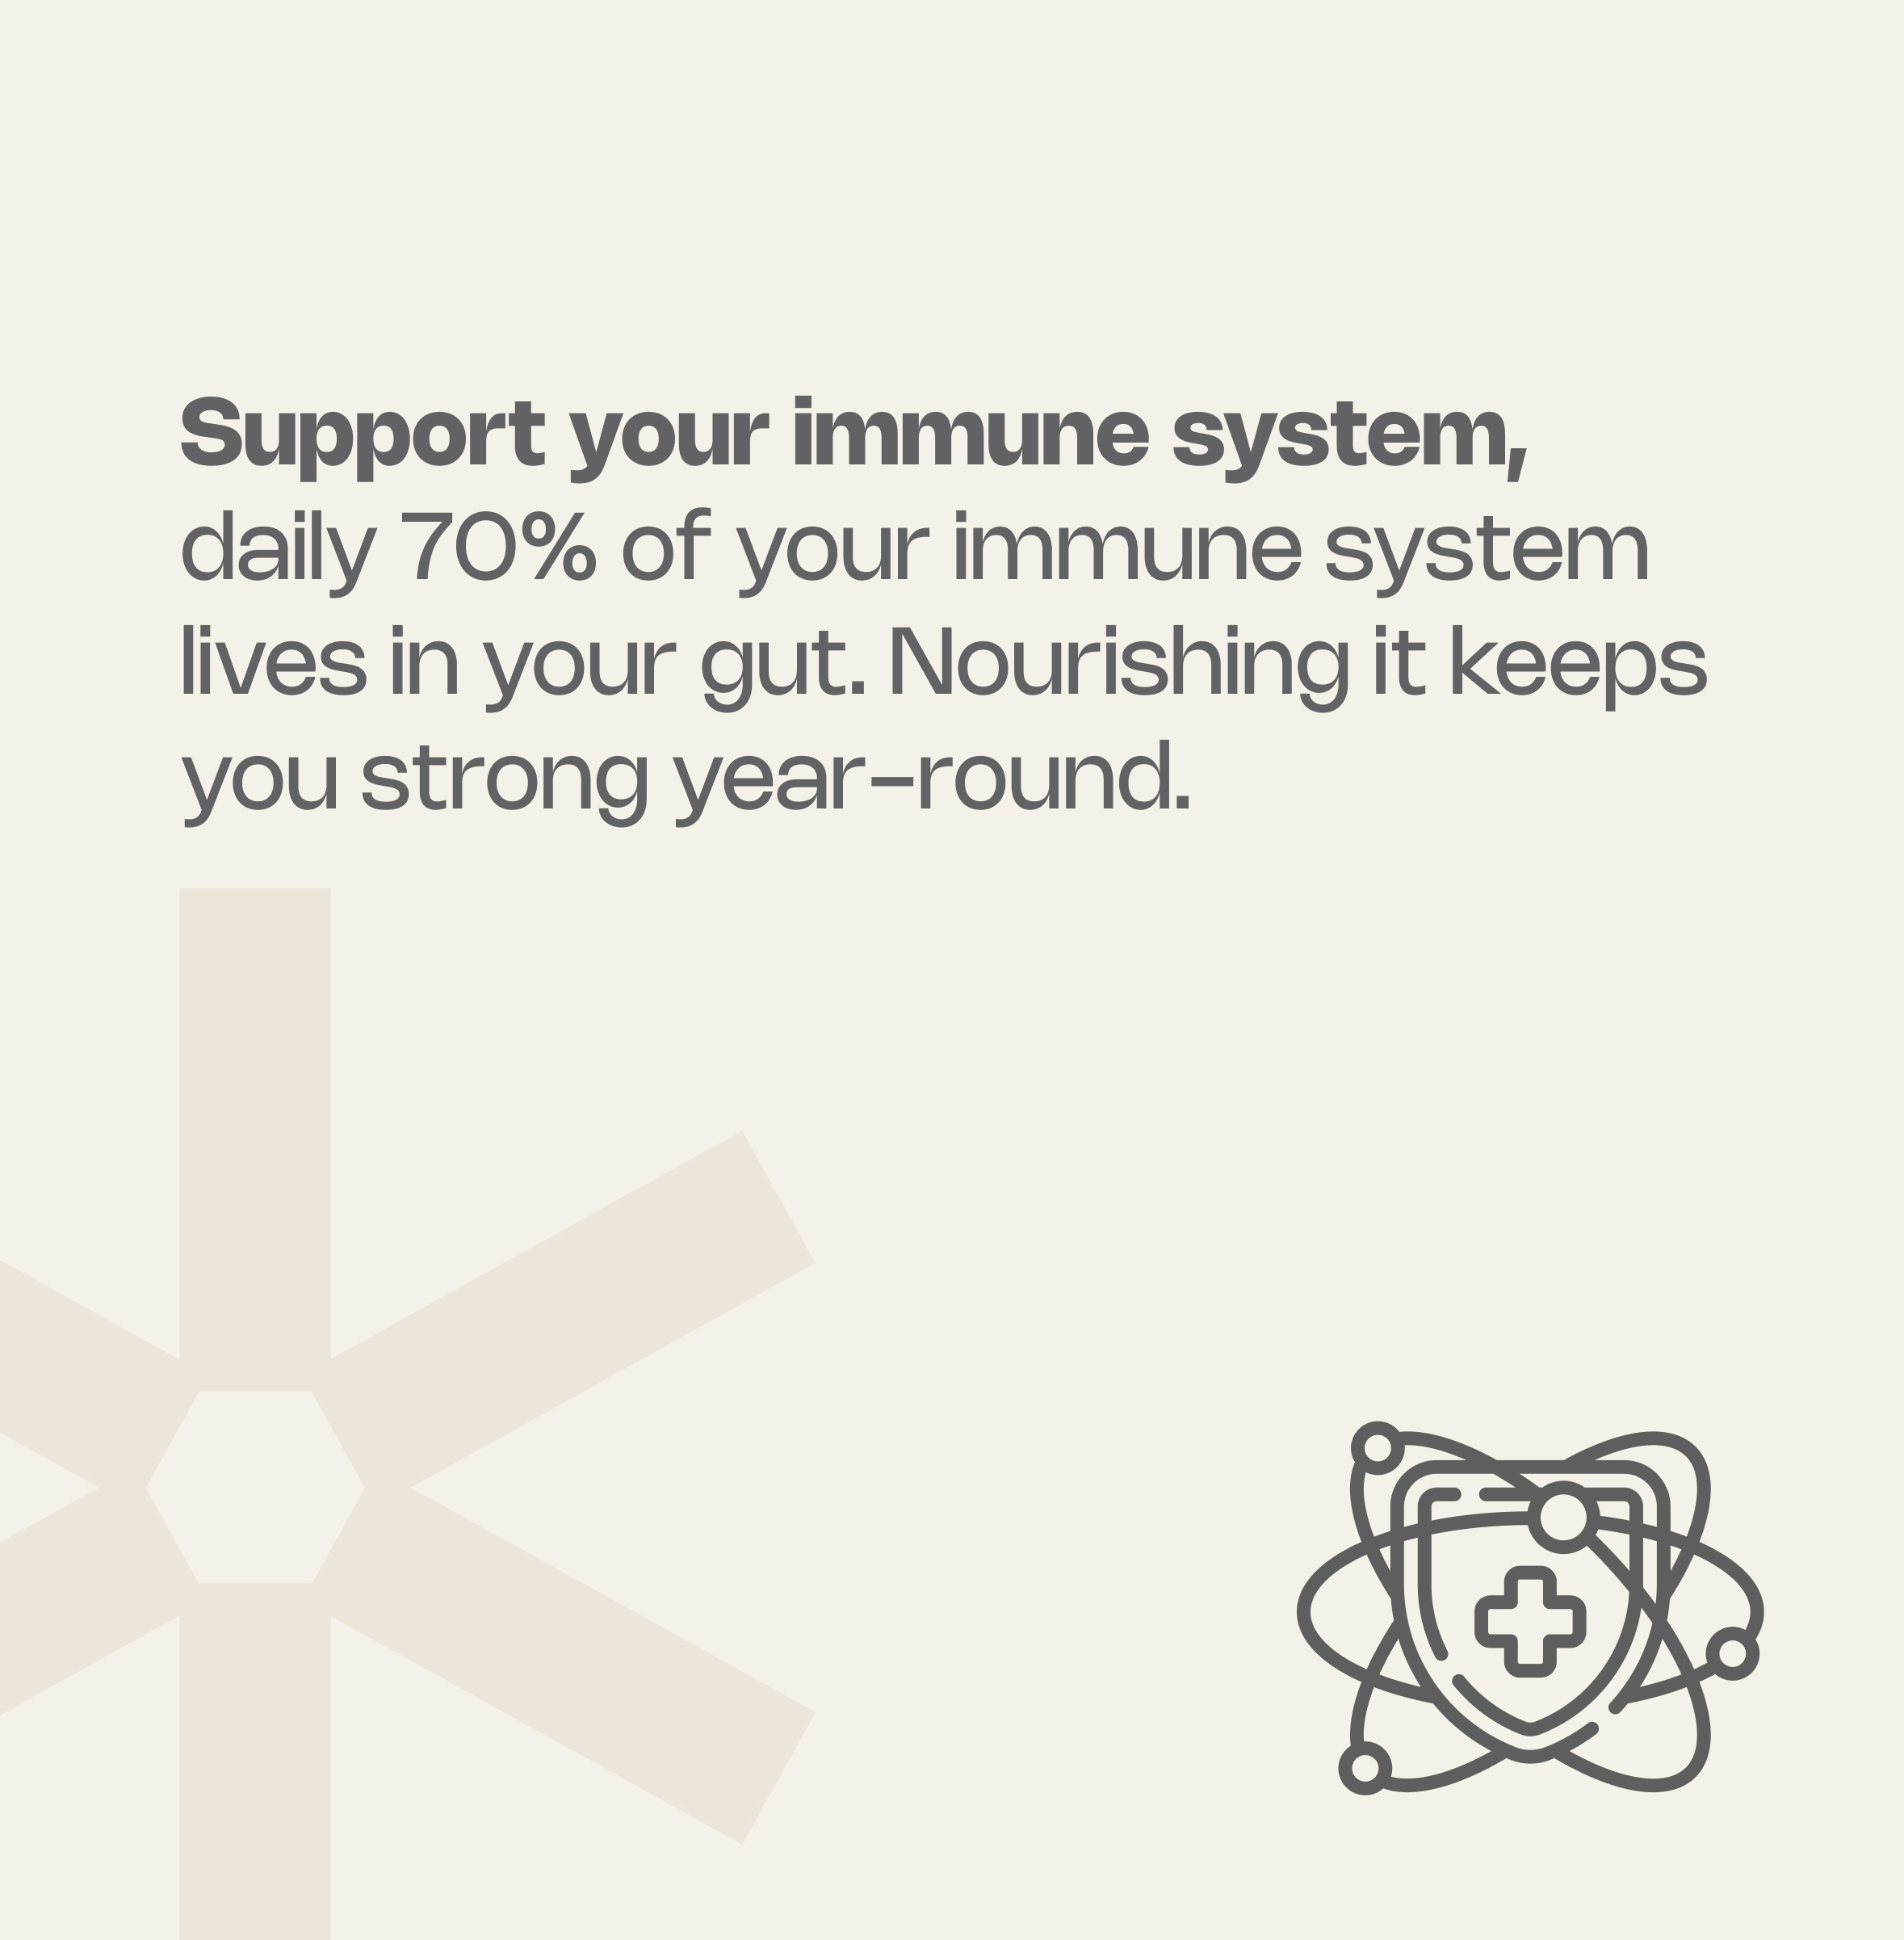 Support your immune system,
daily 70% of your immune system
lives in your gut. Nourishing it keeps
you strong year-round.